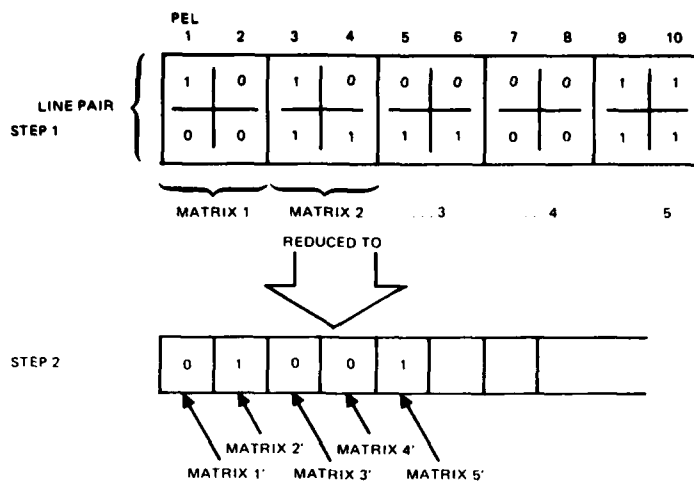 PEL
1 2 3 4 5 6 7 8 9 10
1 0 1 0 0 0 0 0 1 1
LINE PAIR
STEP 1
0 0 1 1 1 1 0 0 1 1
MATRIX 1 MATRIX 2 ...3 ...4 5
REDUCED TO
STEP 2 0 1 0 0 1
MATRIX 2' MATRIX 4'
MATRIX 1' MATRIX 3' MATRIX 5'